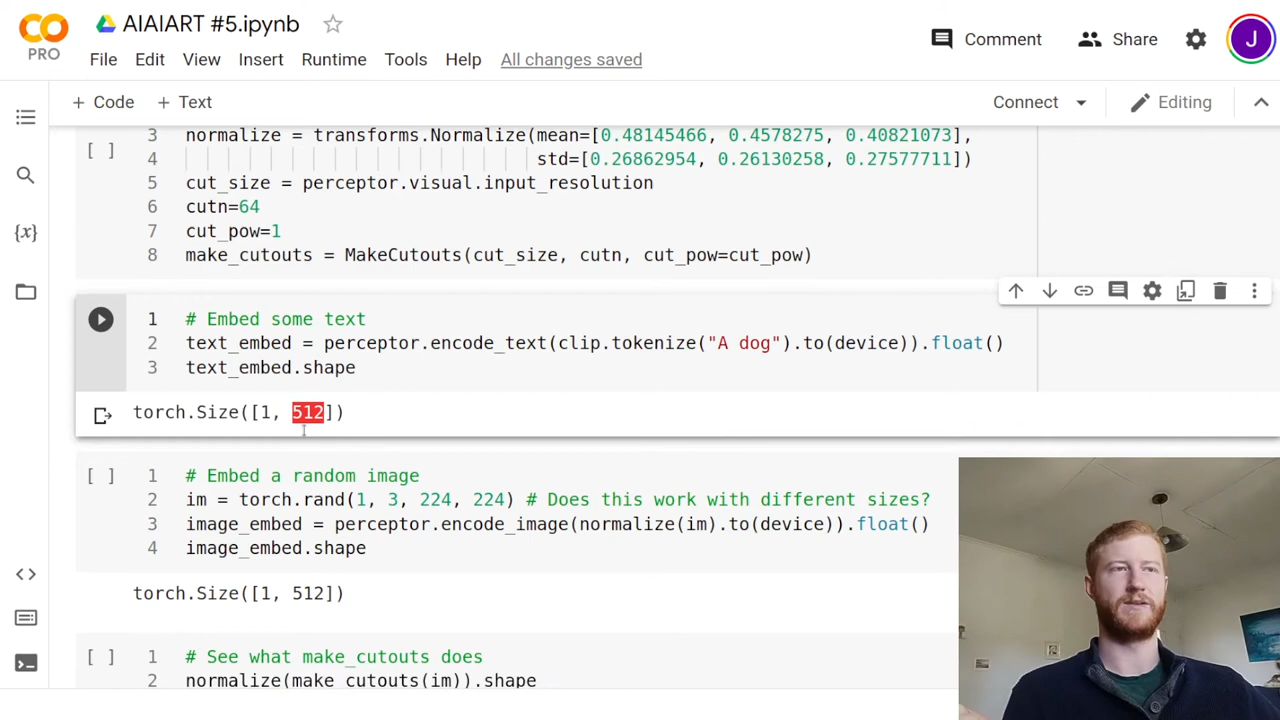 AIAIART #5.ipynb
PRO
File Edit View Insert Runtime Tools Help All changes saved
Comment Share J
+ Code + Text Connect Editing
[ ] 3 normalize = transforms.Normalize(mean=[0.48145466, 0.4578275, 0.40821073],
4 std=[0.26862954, 0.26130258, 0.27577711])
5 cut_size = perceptor.visual.input_resolution
6 cutn=64
7 cut_pow=1
8 make_cutouts = MakeCutouts(cut_size, cutn, cut_pow=cut_pow)
1 # Embed some text
2 text_embed = perceptor.encode_text(clip.tokenize("A dog").to(device)).float()
3 text_embed.shape
torch.Size([1, 512])
[ ] 1 # Embed a random image
2 im = torch.rand(1, 3, 224, 224) # Does this work with different sizes?
3 image_embed = perceptor.encode_image(normalize(im).to(device)).float()
4 image_embed.shape
torch.Size([1, 512])
[ ] 1 # See what make_cutouts does
2 normalize(make_cutouts(im)).shape
{x}